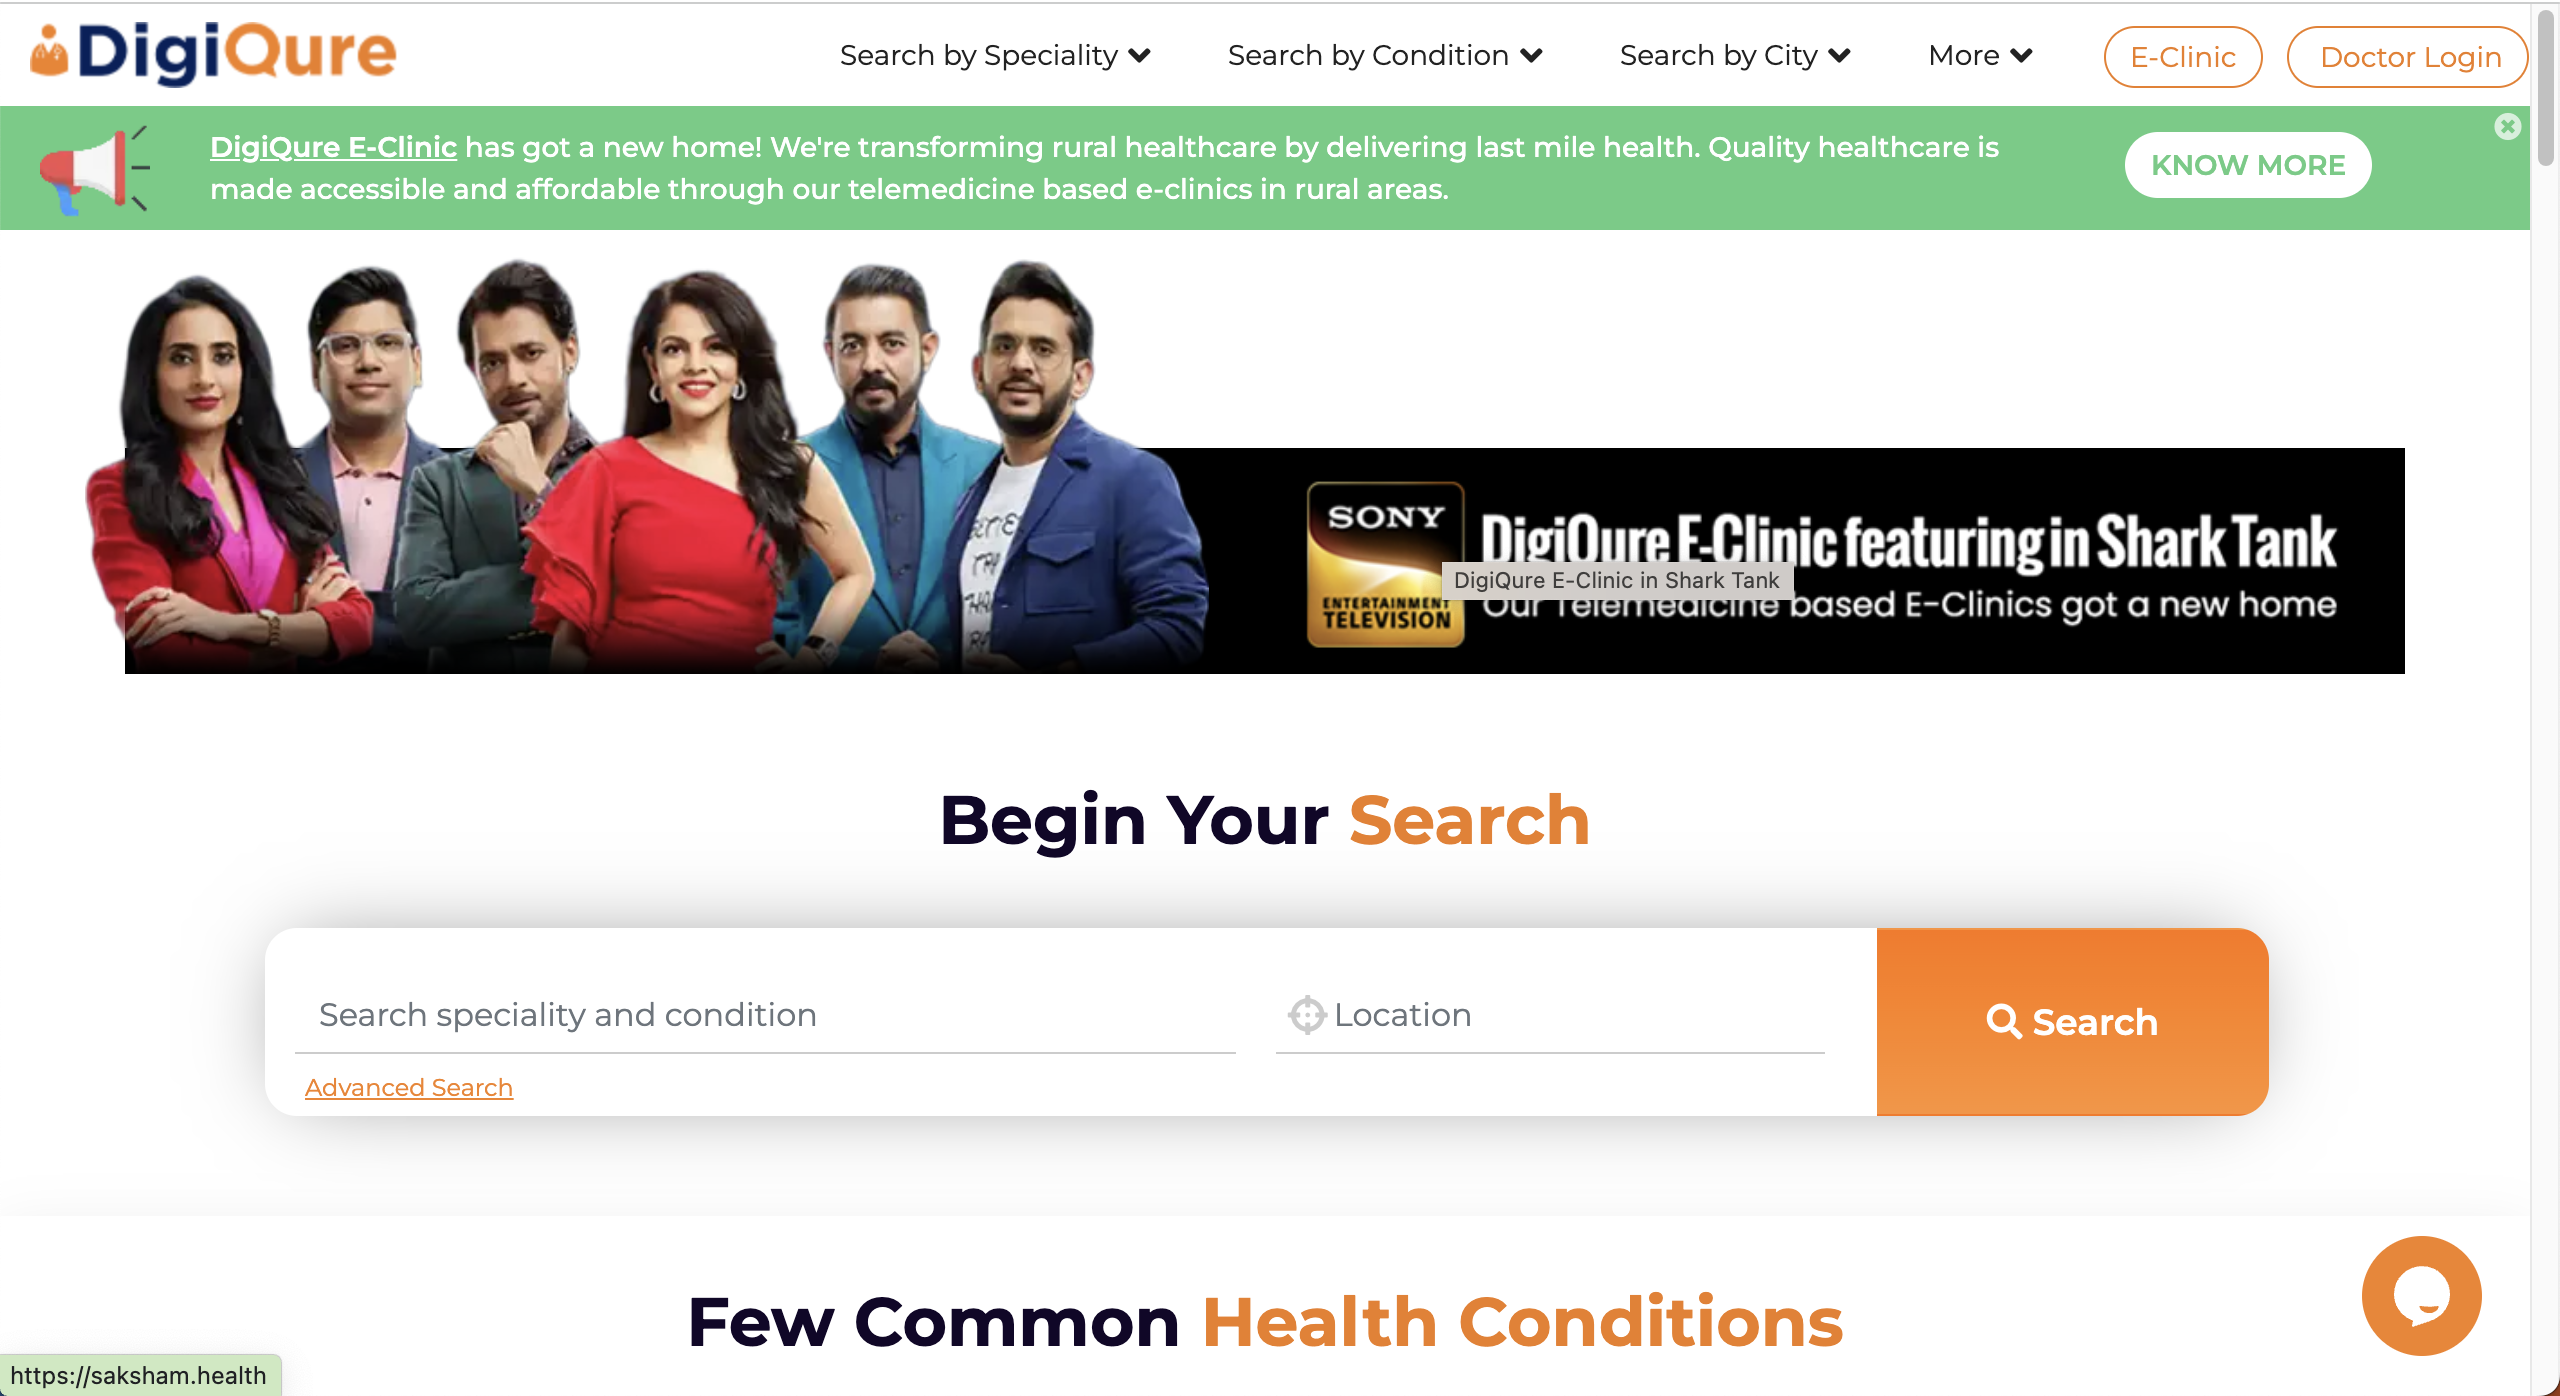 DigiQure
Search by Speciality
Search by Condition
Search by City
More
E-Clinic
Doctor Login
DigiQure E-Clinic has got a new home! We're transforming rural healthcare by delivering last mile health. Quality healthcare is
made accessible and affordable through our telemedicine based e-clinics in rural areas.
KNOW MORE
SONY
ENTERTAINMENT
TELEVISION
DigiQure E-Clinic featuring in Shark Tank
DigiQure E-Clinic in Shark Tank
Our Telemedicine based E-Clinics got a new home
Begin Your Search
Search speciality and condition
Location
Search
Advanced Search
Few Common Health Conditions
https://saksham.health